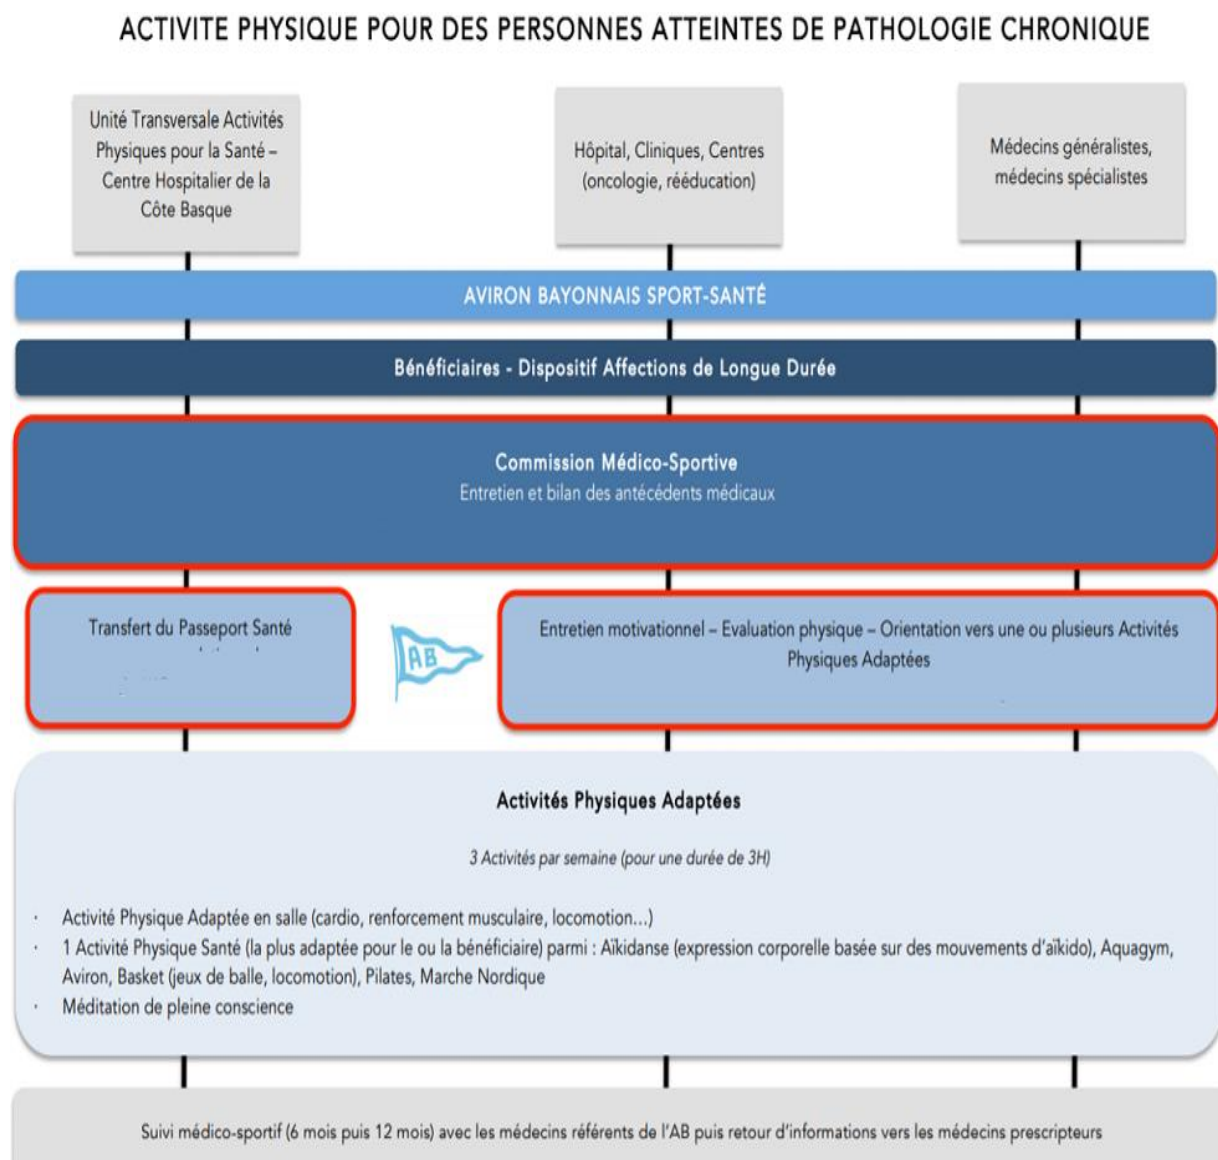 ACTIVITE PHYSIQUE POUR DES PERSONNES ATTEINTES DE PATHOLOGIE CHRONIQUE
Unité Transversale Activités
Physiques pour la Santé –
Centre Hospitalier de la
Côte Basque
Hôpital, Cliniques, Centres
(oncologie, rééducation)
Médecins généralistes,
médecins spécialistes
AVIRON BAYONNAIS SPORT-SANTÉ
Bénéficiaires - Dispositif Affections de Longue Durée
Commission Médico-Sportive
Entretien et bilan des antécédents médicaux
Transfert du Passeport Santé
AB
Entretien motivationnel – Evaluation physique – Orientation vers une ou plusieurs Activités
Physiques Adaptées
Activités Physiques Adaptées
3 Activités par semaine (pour une durée de 3H)
· Activité Physique Adaptée en salle (cardio, renforcement musculaire, locomotion...)
· 1 Activité Physique Santé (la plus adaptée pour le ou la bénéficiaire) parmi : Aïkidanse (expression corporelle basée sur des mouvements d'aïkido), Aquagym,
Aviron, Basket (jeux de balle, locomotion), Pilates, Marche Nordique
· Méditation de pleine conscience
Suivi médico-sportif (6 mois puis 12 mois) avec les médecins référents de l'AB puis retour d'informations vers les médecins prescripteurs